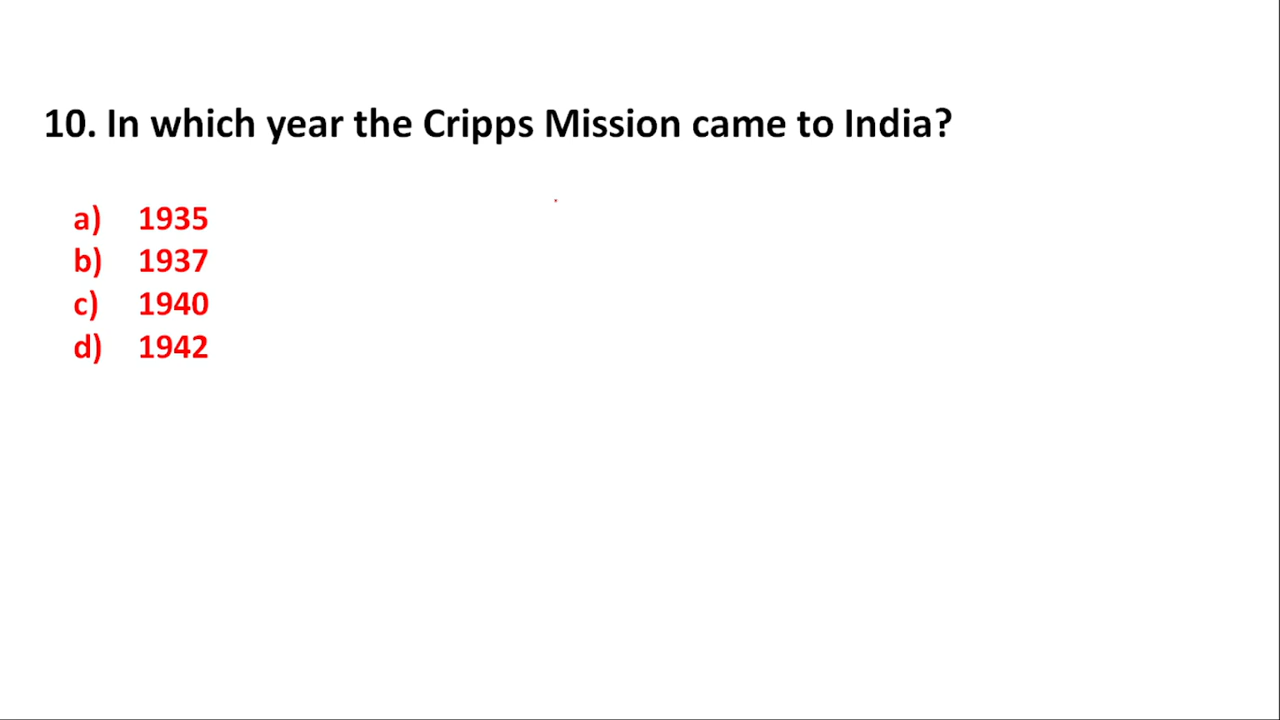 10. In which year the Cripps Mission came to India?
a) 1935
b) 1937
c) 1940
d) 1942